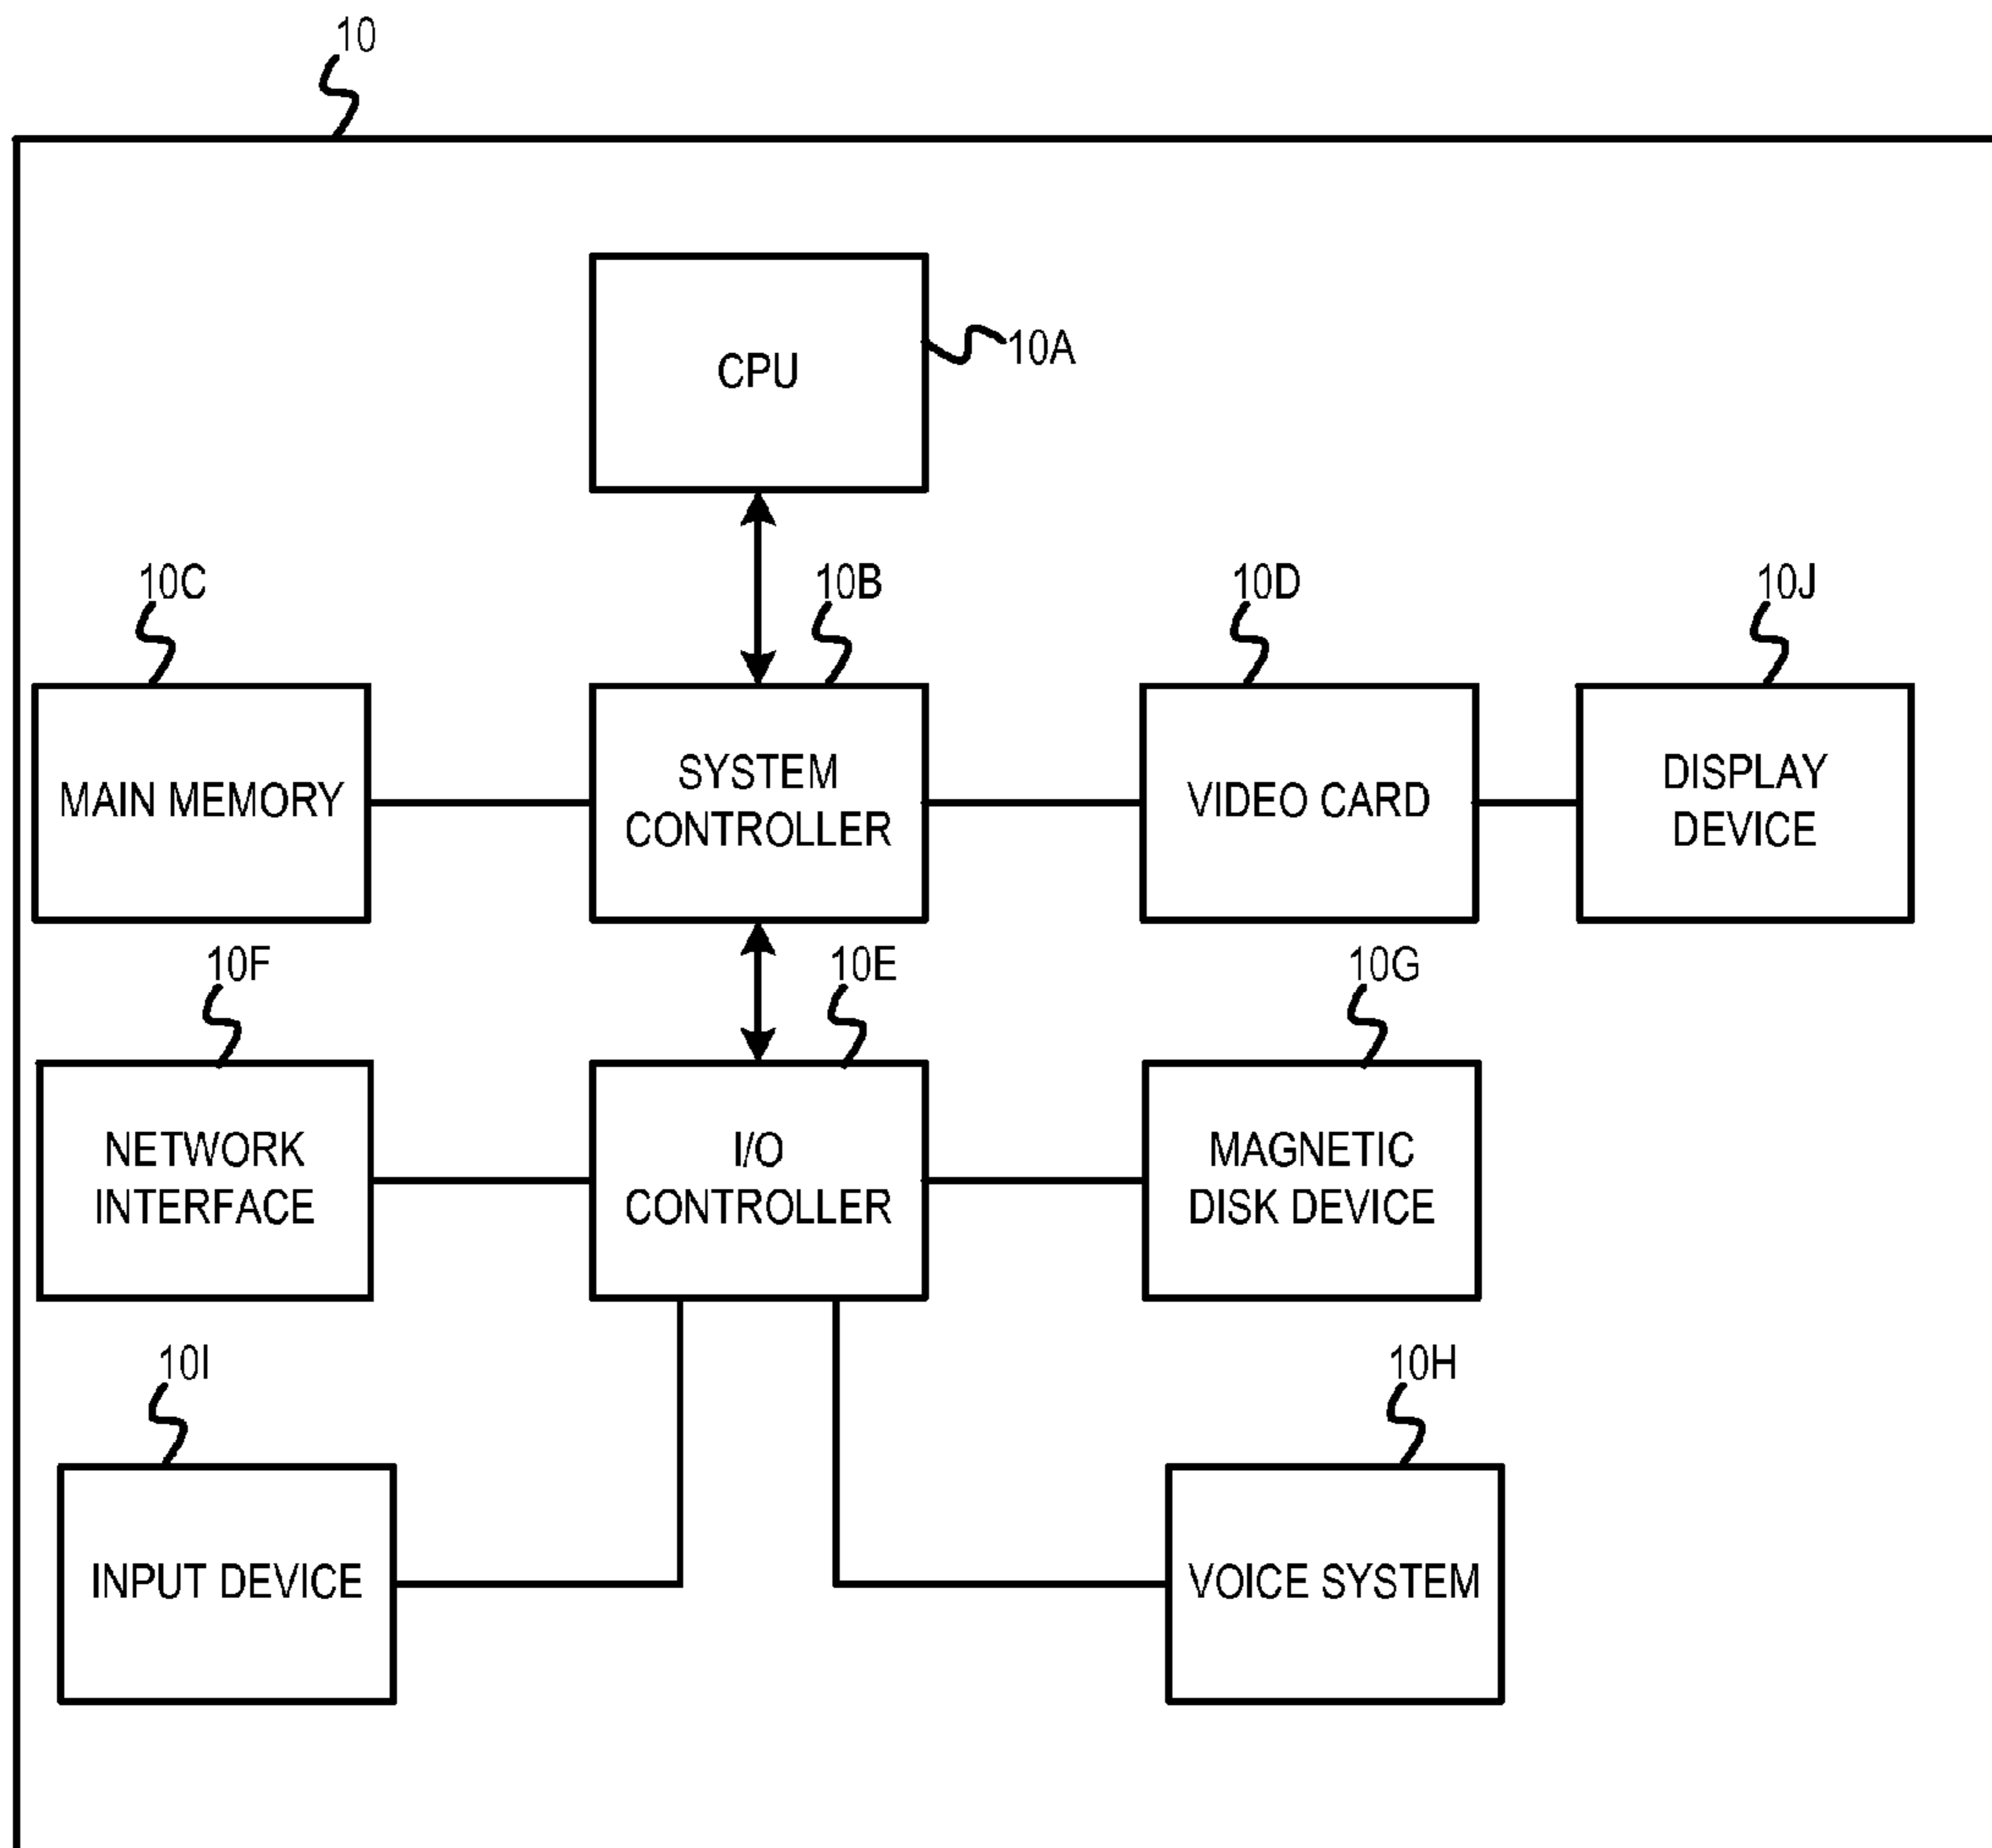 10
CPU
10A
10C
10B
10D
10J
MAIN MEMORY
SYSTEM
CONTROLLER
VIDEO CARD
DISPLAY
DEVICE
10F
10E
10G
NETWORK
INTERFACE
I/O
CONTROLLER
MAGNETIC
DISK DEVICE
10I
10H
INPUT DEVICE
VOICE SYSTEM